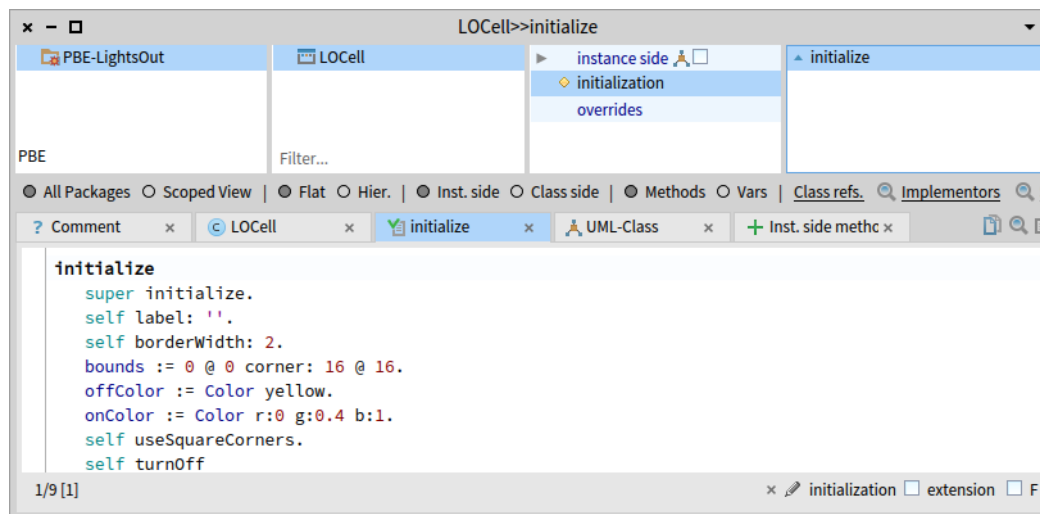 LOCell>>initialize
PBE-LightsOut
LOCell
instance side
initialize
initialization
overrides
PBE
Filter...
All Packages Scoped View | Flat Hier. | Inst. side Class side | Methods Vars | Class refs. Implementors
? Comment × C LOCell × initialize × UML-Class × Inst. side methc ×
initialize
super initialize.
self label: ''.
self borderWidth: 2.
bounds := 0 @ 0 corner: 16 @ 16.
offColor := Color yellow.
onColor := Color r:0 g:0.4 b:1.
self useSquareCorners.
self turnOff
1/9 [1] × initialization extension F